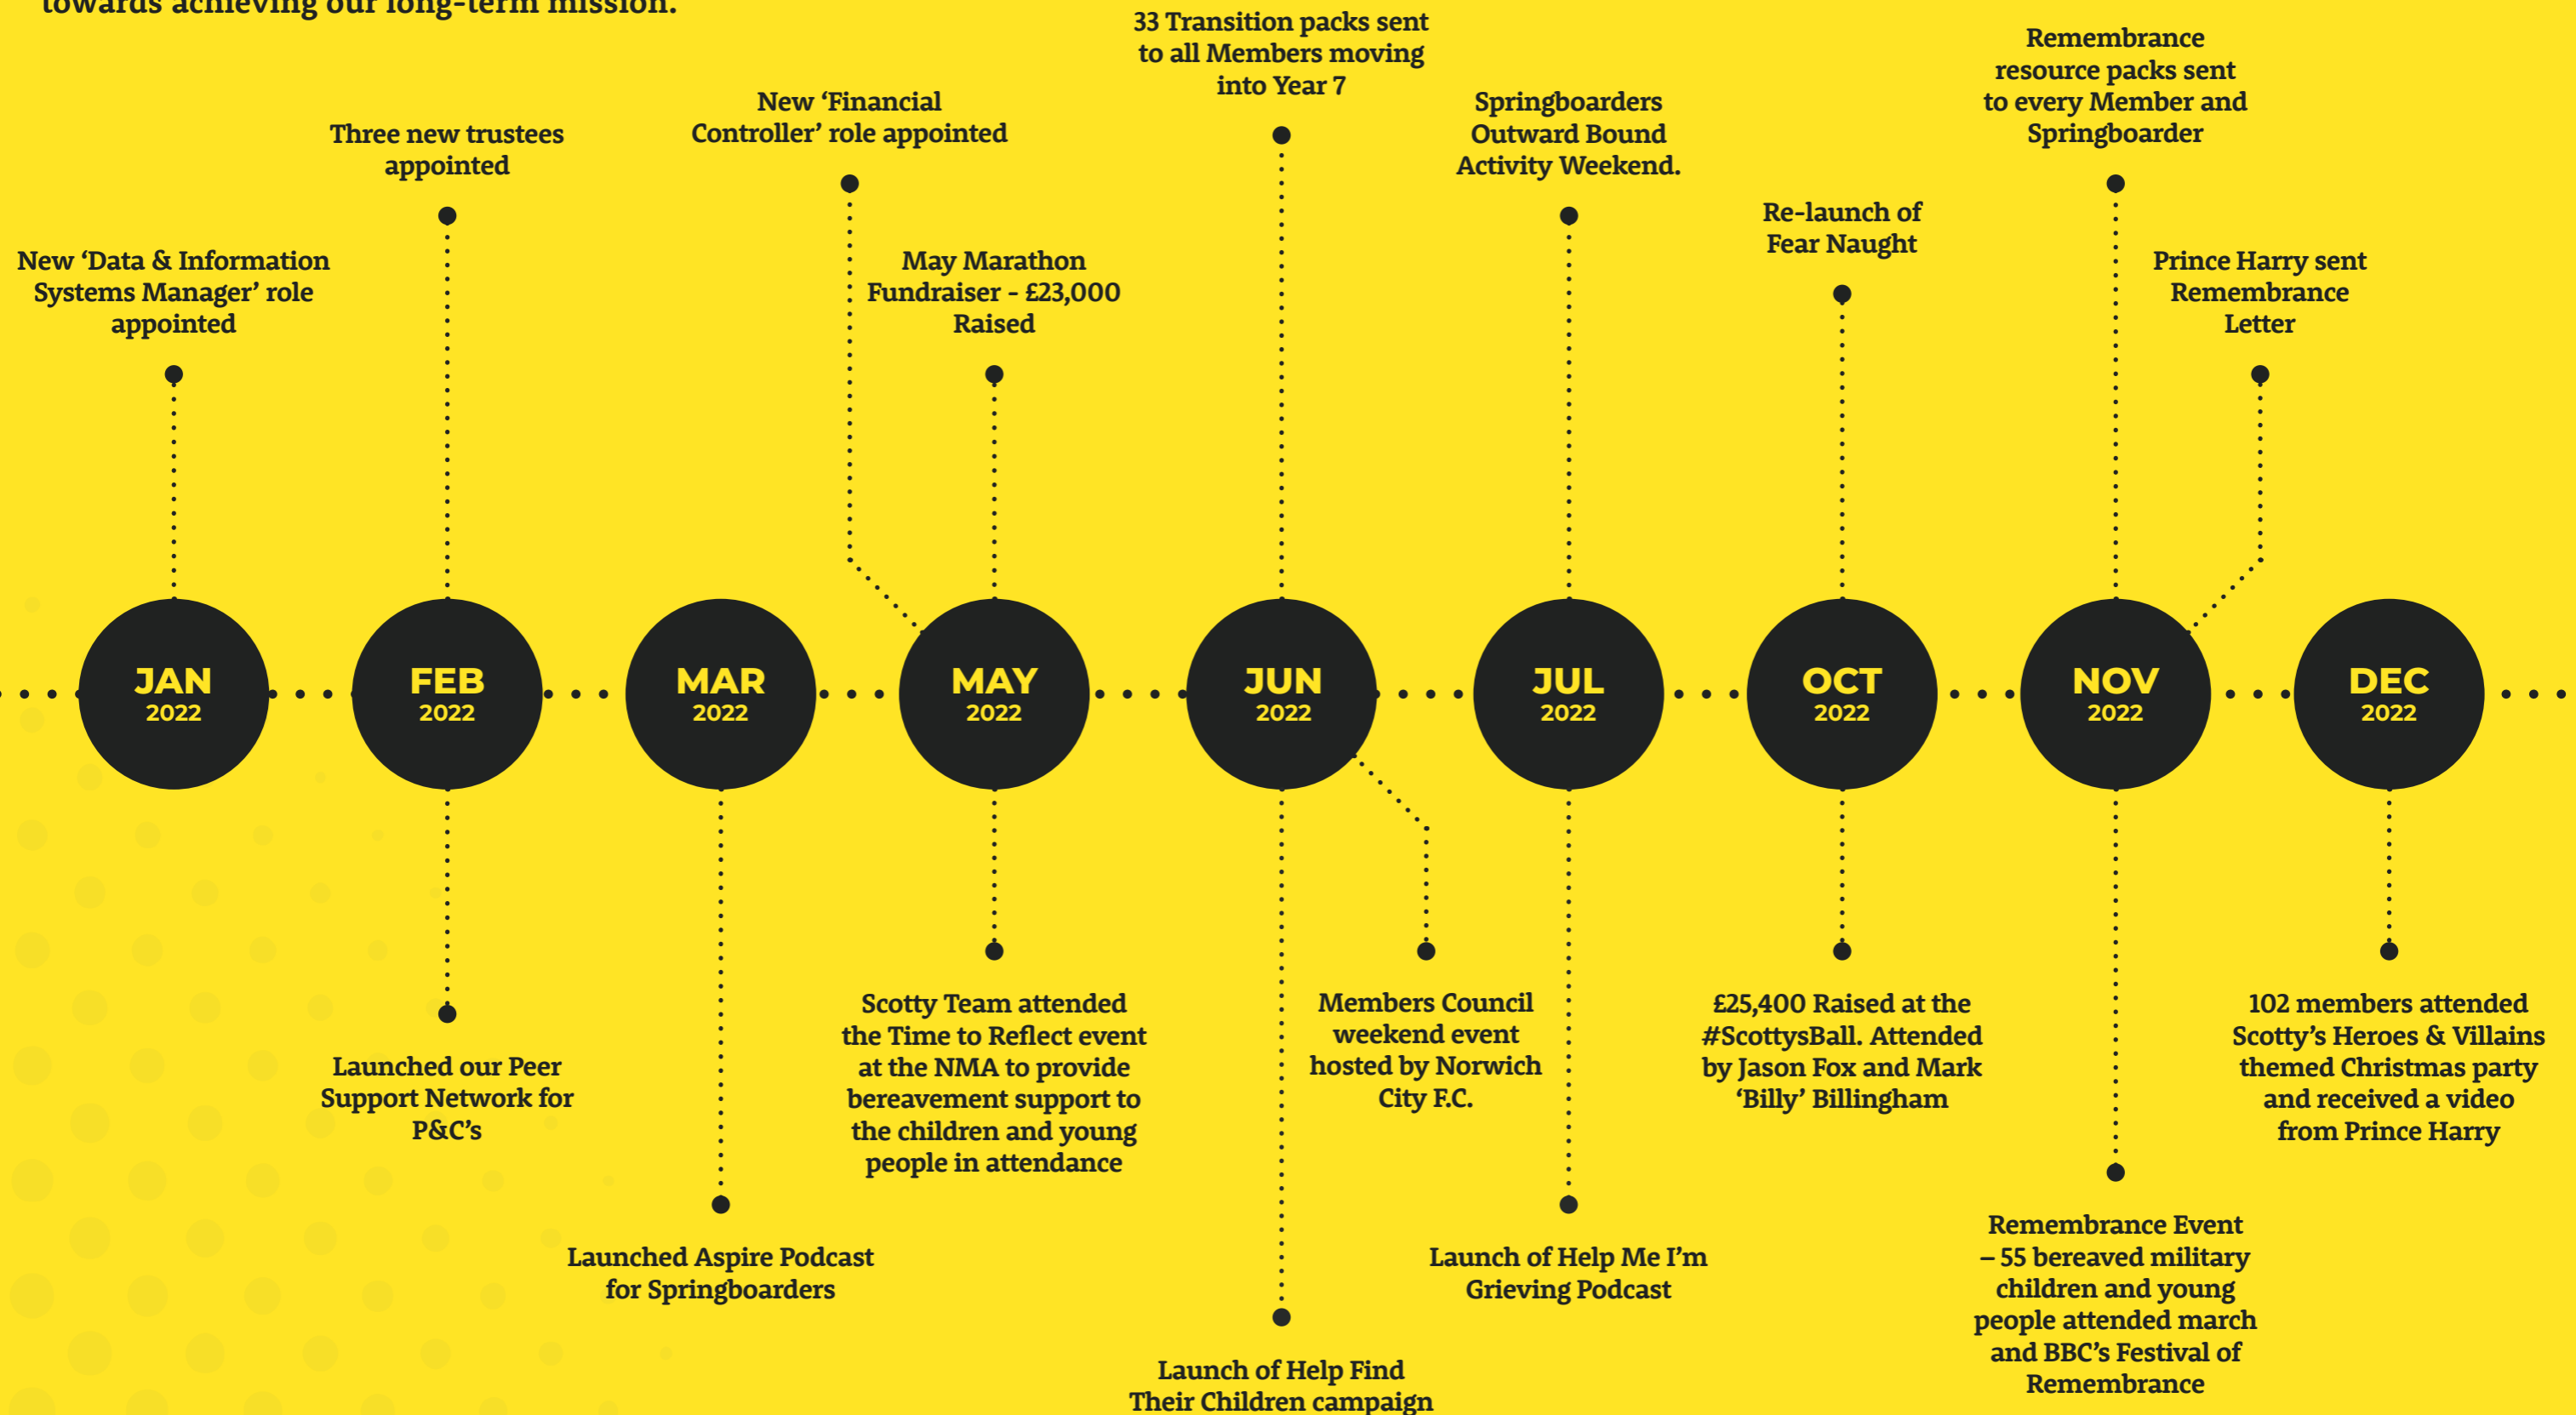 towards achieving our long-term mission.
New ‘Data & Information
Systems Manager’ role
appointed
Three new trustees
appointed
New ‘Financial
Controller’ role appointed
May Marathon
Fundraiser - £23,000
Raised
33 Transition packs sent
to all Members moving
into Year 7
Springboarders
Outward Bound
Activity Weekend.
Re-launch of
Fear Naught
Remembrance
resource packs sent
to every Member and
Springboarder
Prince Harry sent
Remembrance
Letter
JAN
2022
FEB
2022
MAR
2022
MAY
2022
JUN
2022
JUL
2022
OCT
2022
NOV
2022
DEC
2022
Launched our Peer
Support Network for
P&C’s
Launched Aspire Podcast
for Springboarders
Scotty Team attended
the Time to Reflect event
at the NMA to provide
bereavement support to
the children and young
people in attendance
Launch of Help Find
Their Children campaign
Members Council
weekend event
hosted by Norwich
City F.C.
Launch of Help Me I’m
Grieving Podcast
£25,400 Raised at the
#ScottysBall. Attended
by Jason Fox and Mark
‘Billy’ Billingham
Remembrance Event
– 55 bereaved military
children and young
people attended march
and BBC’s Festival of
Remembrance
102 members attended
Scotty’s Heroes & Villains
themed Christmas party
and received a video
from Prince Harry